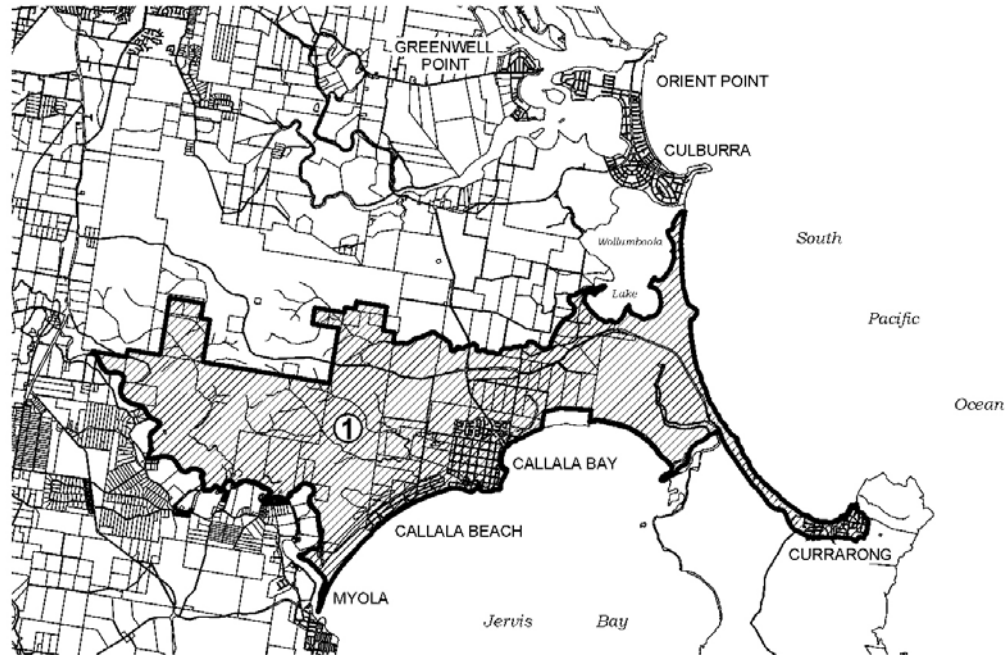 GREENWELL
POINT
ORIENT POINT
CULBURRA
Wollumboola
South
Lake
Pacific
Ocean
1
CALLALA BAY
CALLALA BEACH
CURRARONG
MYOLA
Jervis Bay